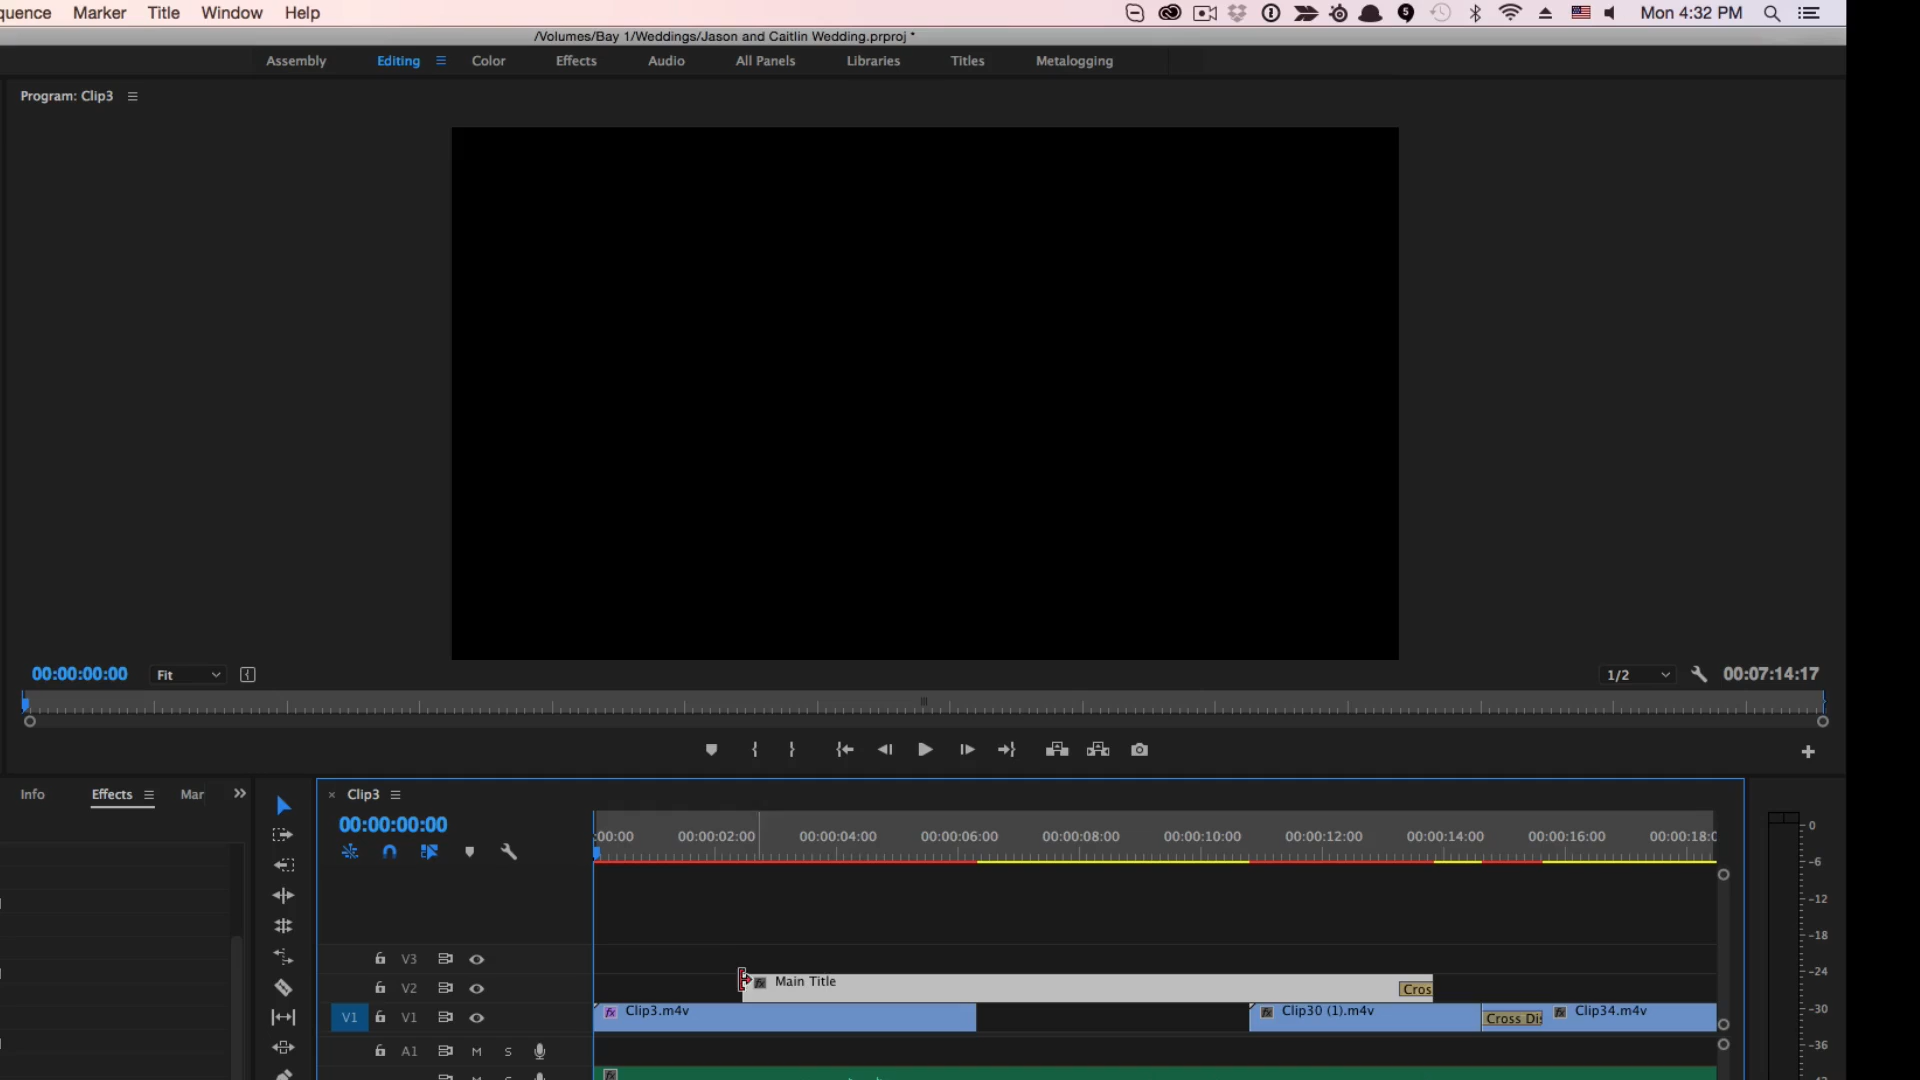 quence Marker Title Window Help Mon 4:32 PM
/Volumes/Bay 1/Weddings/Jason and Caitlin Wedding.prproj *
Assembly Editing Color Effects Audio All Panels Libraries Titles Metalogging
Program: Clip3
00:00:00:00 Fit 1/2 00:07:14:17
Info Effects Mar Clip3
00:00:00:00
:00:00 00:00:02:00 00:00:04:00 00:00:06:00 00:00:08:00 00:00:10:00 00:00:12:00 00:00:14:00 00:00:16:00 00:00:18:0
0
-6
-12
-18
-24
-30
-36
V3
V2 Main Title Cros
V1 V1 Clip3.m4v Clip30 (1).m4v Cross Di Clip34.m4v
A1 M S